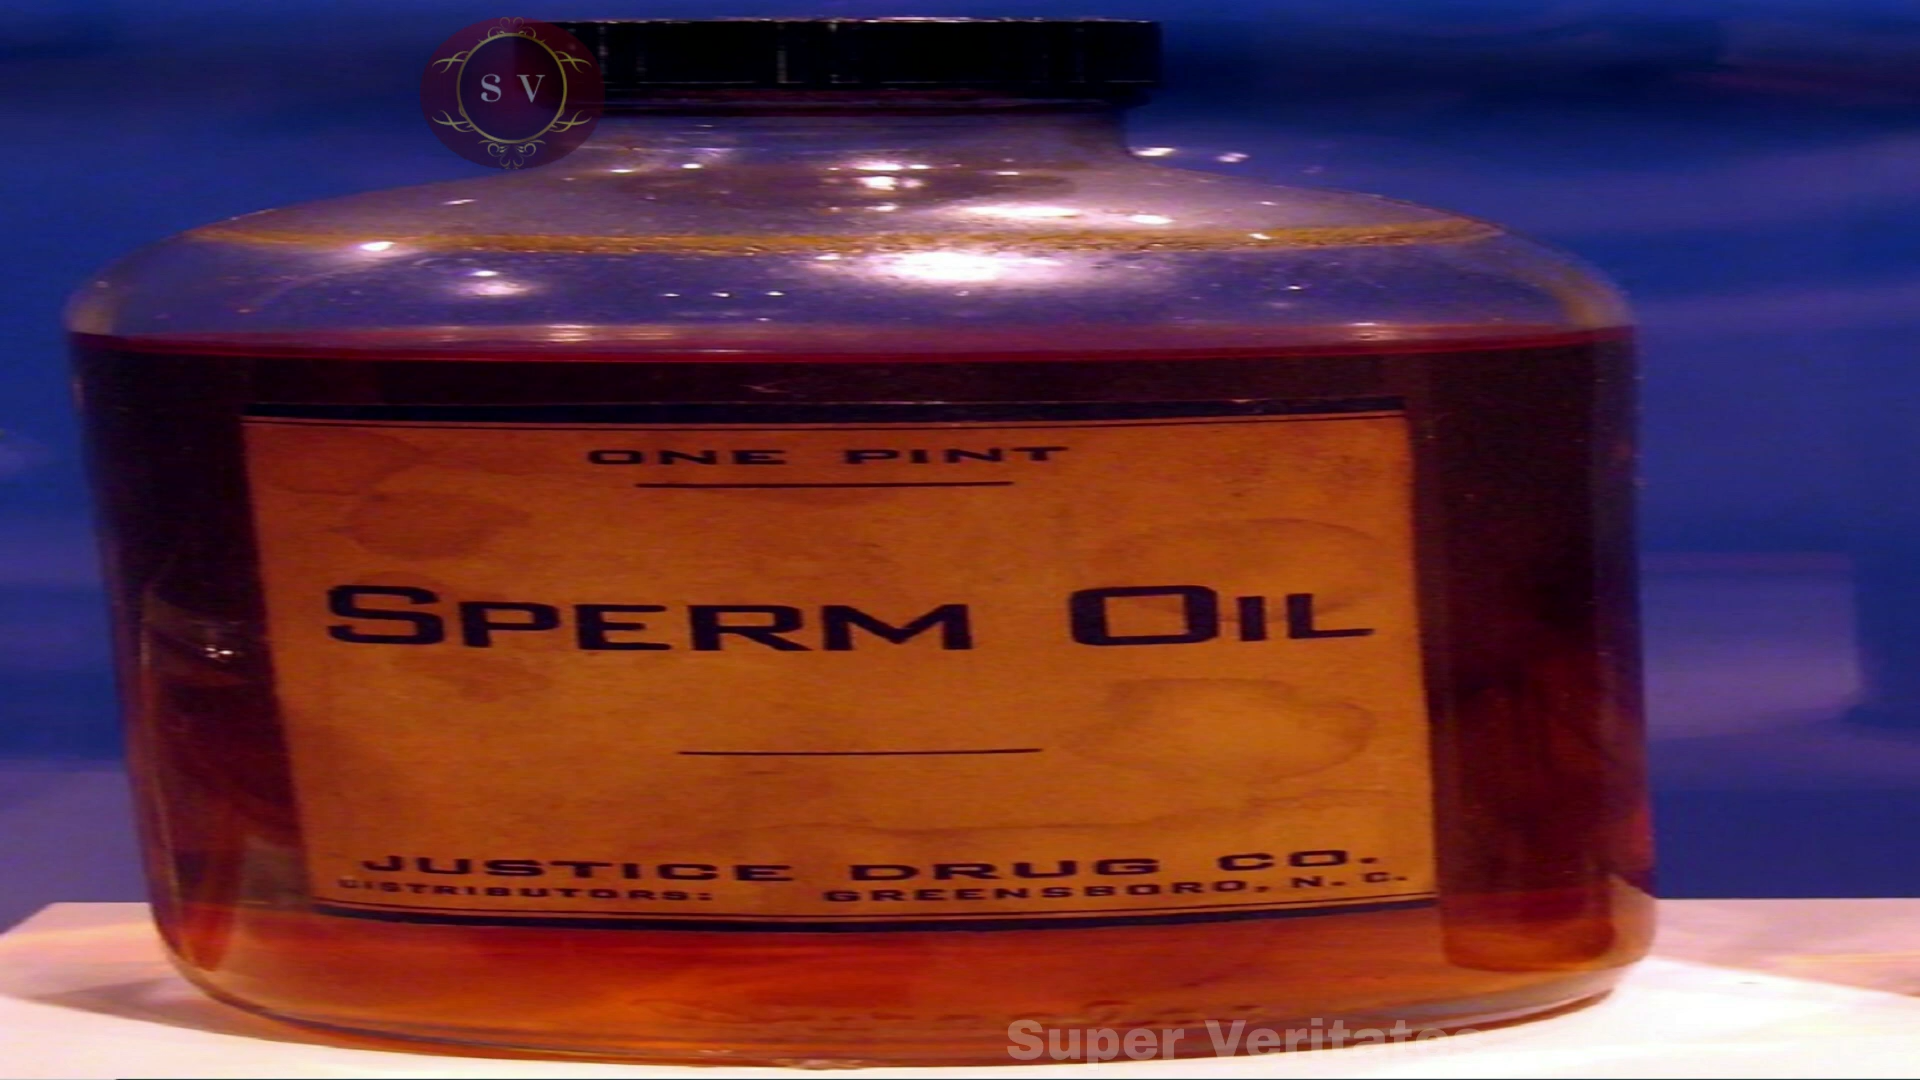 S V
ONE PINT
SPERM OIL
JUSTICE DRUG CO.
DISTRIBUTORS: GREENSBORO, N. C.
Super Veritates